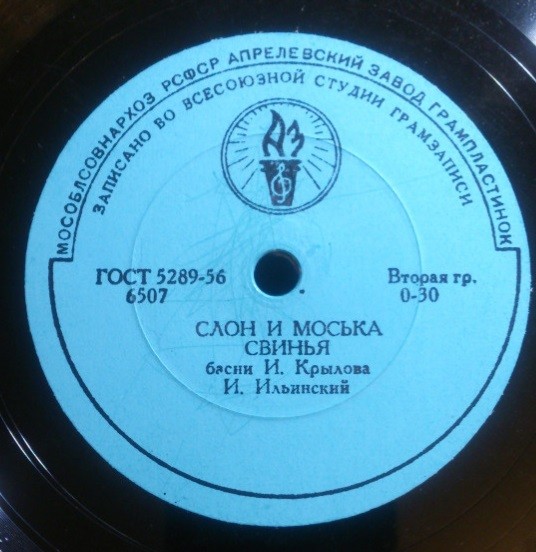 МОСОБЛСОВНАРХОЗ РСФСР АПРЕЛЕВСКИЙ ЗАВОД ГРАМПЛАСТИНОК
ЗАПИСАНО ВО ВСЕСОЮЗНОЙ СТУДИИ ГРАМЗАПИСИ
АЗ
ГОСТ 5289-56
6507
Вторая гр.
0-30
СЛОН И МОСЬКА
СВИНЬЯ
басни И. Крылова
И. Ильинский